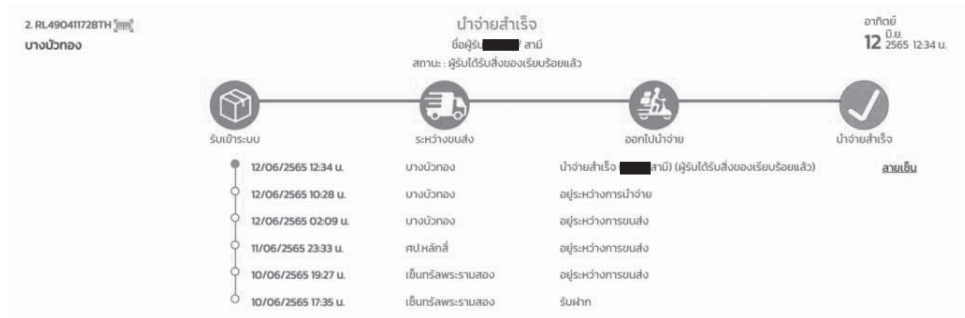 2. RL490411728TH
บางบัวทอง
นำจ่ายสำเร็จ
ชื่อผู้รับ / สามี
สถานะ : ผู้รับได้รับสิ่งของเรียบร้อยแล้ว
อาทิตย์
12 มิ.ย. 2565 12:34 น.
รับเข้าระบบ
ระหว่างขนส่ง
ออกไปนำจ่าย
นำจ่ายสำเร็จ
12/06/2565 12:34 น. บางบัวทอง นำจ่ายสำเร็จ ( สามี) (ผู้รับได้รับสิ่งของเรียบร้อยแล้ว) ลายเซ็น
12/06/2565 10:28 น. บางบัวทอง อยู่ระหว่างการนำจ่าย
12/06/2565 02:09 น. บางบัวทอง อยู่ระหว่างการขนส่ง
11/06/2565 23:33 น. ศป.หลักสี่ อยู่ระหว่างการขนส่ง
10/06/2565 19:27 น. เซ็นทรัลพระรามสอง อยู่ระหว่างการขนส่ง
10/06/2565 17:35 น. เซ็นทรัลพระรามสอง รับฝาก